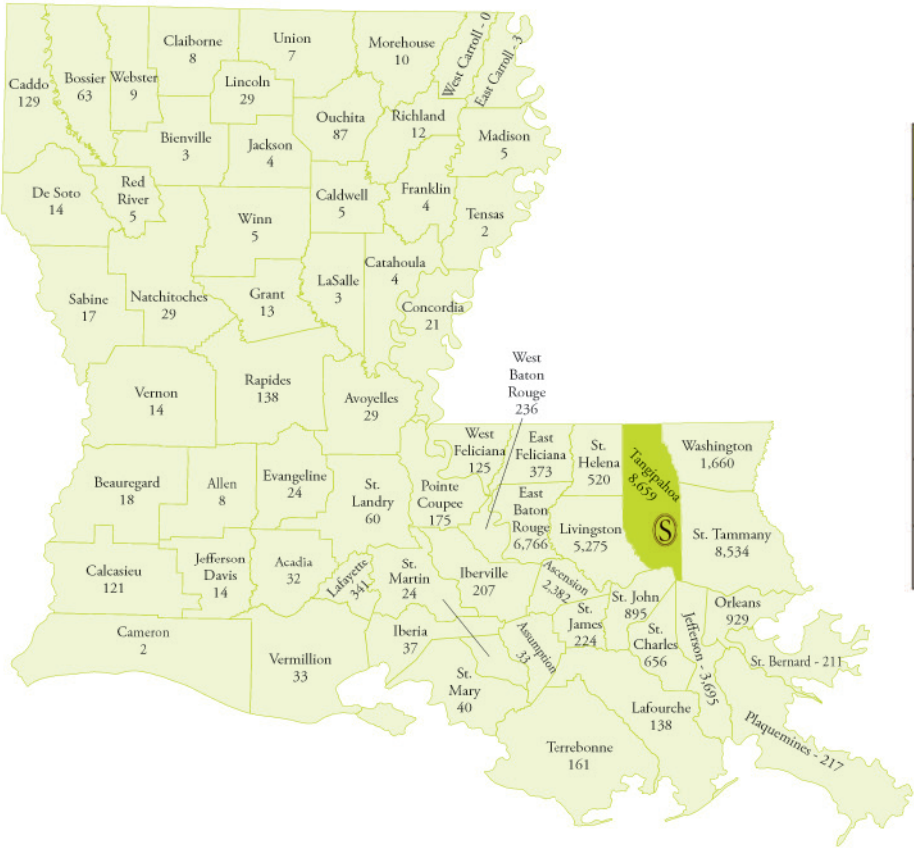 Claiborne
8
Union
7
Morehouse
10
West Carroll - 0
East Carroll - 3
Caddo
129
Bossier
63
Webster
9
Lincoln
29
Ouchita
87
Richland
12
Madison
5
Bienville
3
Jackson
4
De Soto
14
Red
River
5
Winn
5
Caldwell
5
Franklin
4
Tensas
2
Sabine
17
Natchitoches
29
Grant
13
LaSalle
3
Catahoula
4
Concordia
21
Vernon
14
Rapides
138
Avoyelles
29
West
Baton
Rouge
236
West
Feliciana
125
East
Feliciana
373
St.
Helena
520
Tangipahoa
8,659
S
Washington
1,660
Beauregard
18
Allen
8
Evangeline
24
St.
Landry
60
Pointe
Coupee
175
East
Baton
Rouge
6,766
Livingston
5,275
St. Tammany
8,534
Calcasieu
121
Jefferson
Davis
14
Acadia
32
Lafayette
341
St.
Martin
24
Iberville
207
Ascension
2,382
St. John
895
Orleans
929
Cameron
2
Vermillion
33
Iberia
37
Assumption
33
St.
James
224
St.
Charles
656
Jefferson - 3,695
St. Bernard - 211
St.
Mary
40
Lafourche
138
Plaquemines - 217
Terrebonne
161